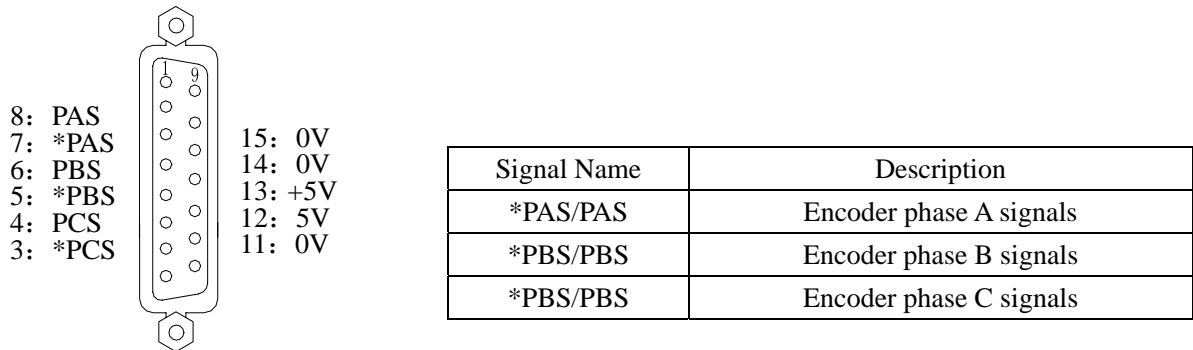 1 9
8: PAS
7: *PAS
6: PBS
5: *PBS
4: PCS
3: *PCS
15: 0V
14: 0V
13: +5V
12: 5V
11: 0V
Signal Name Description
*PAS/PAS Encoder phase A signals
*PBS/PBS Encoder phase B signals
*PBS/PBS Encoder phase C signals